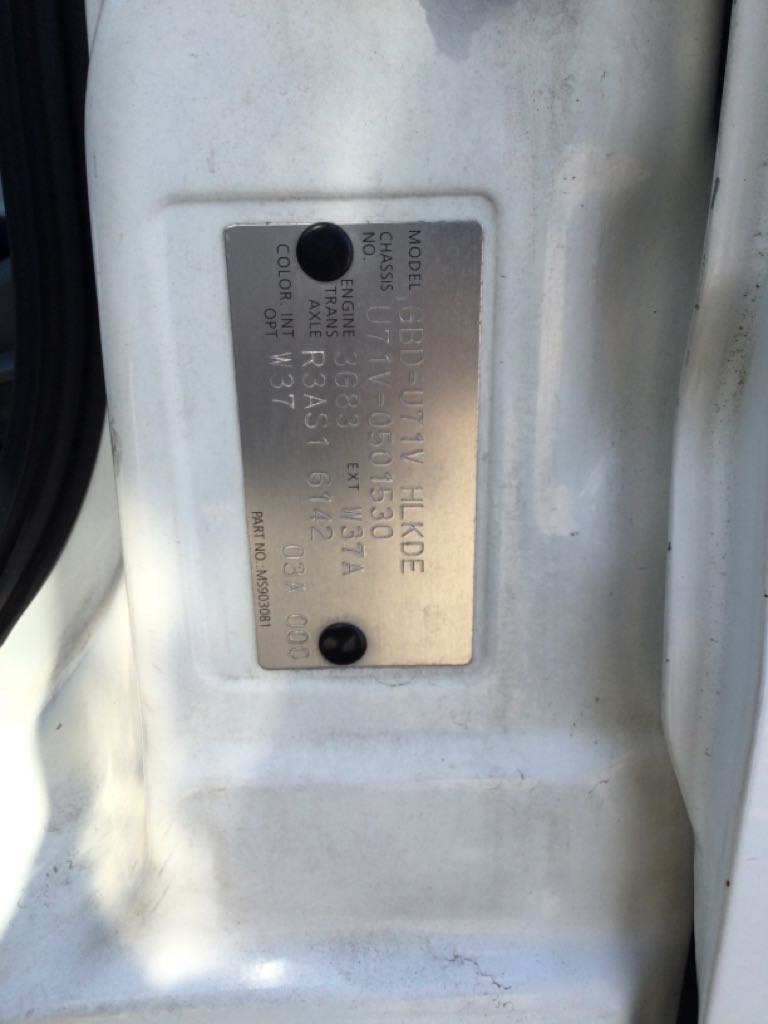 MODEL GBD=U71V HLKDE
CHASSIS NO. U71V=0501530
ENGINE 3G83 EXT W37A
TRANS AXLE R3AS1 6142
COLOR. INT OPT W37 03A 000
PART NO.: MS903081